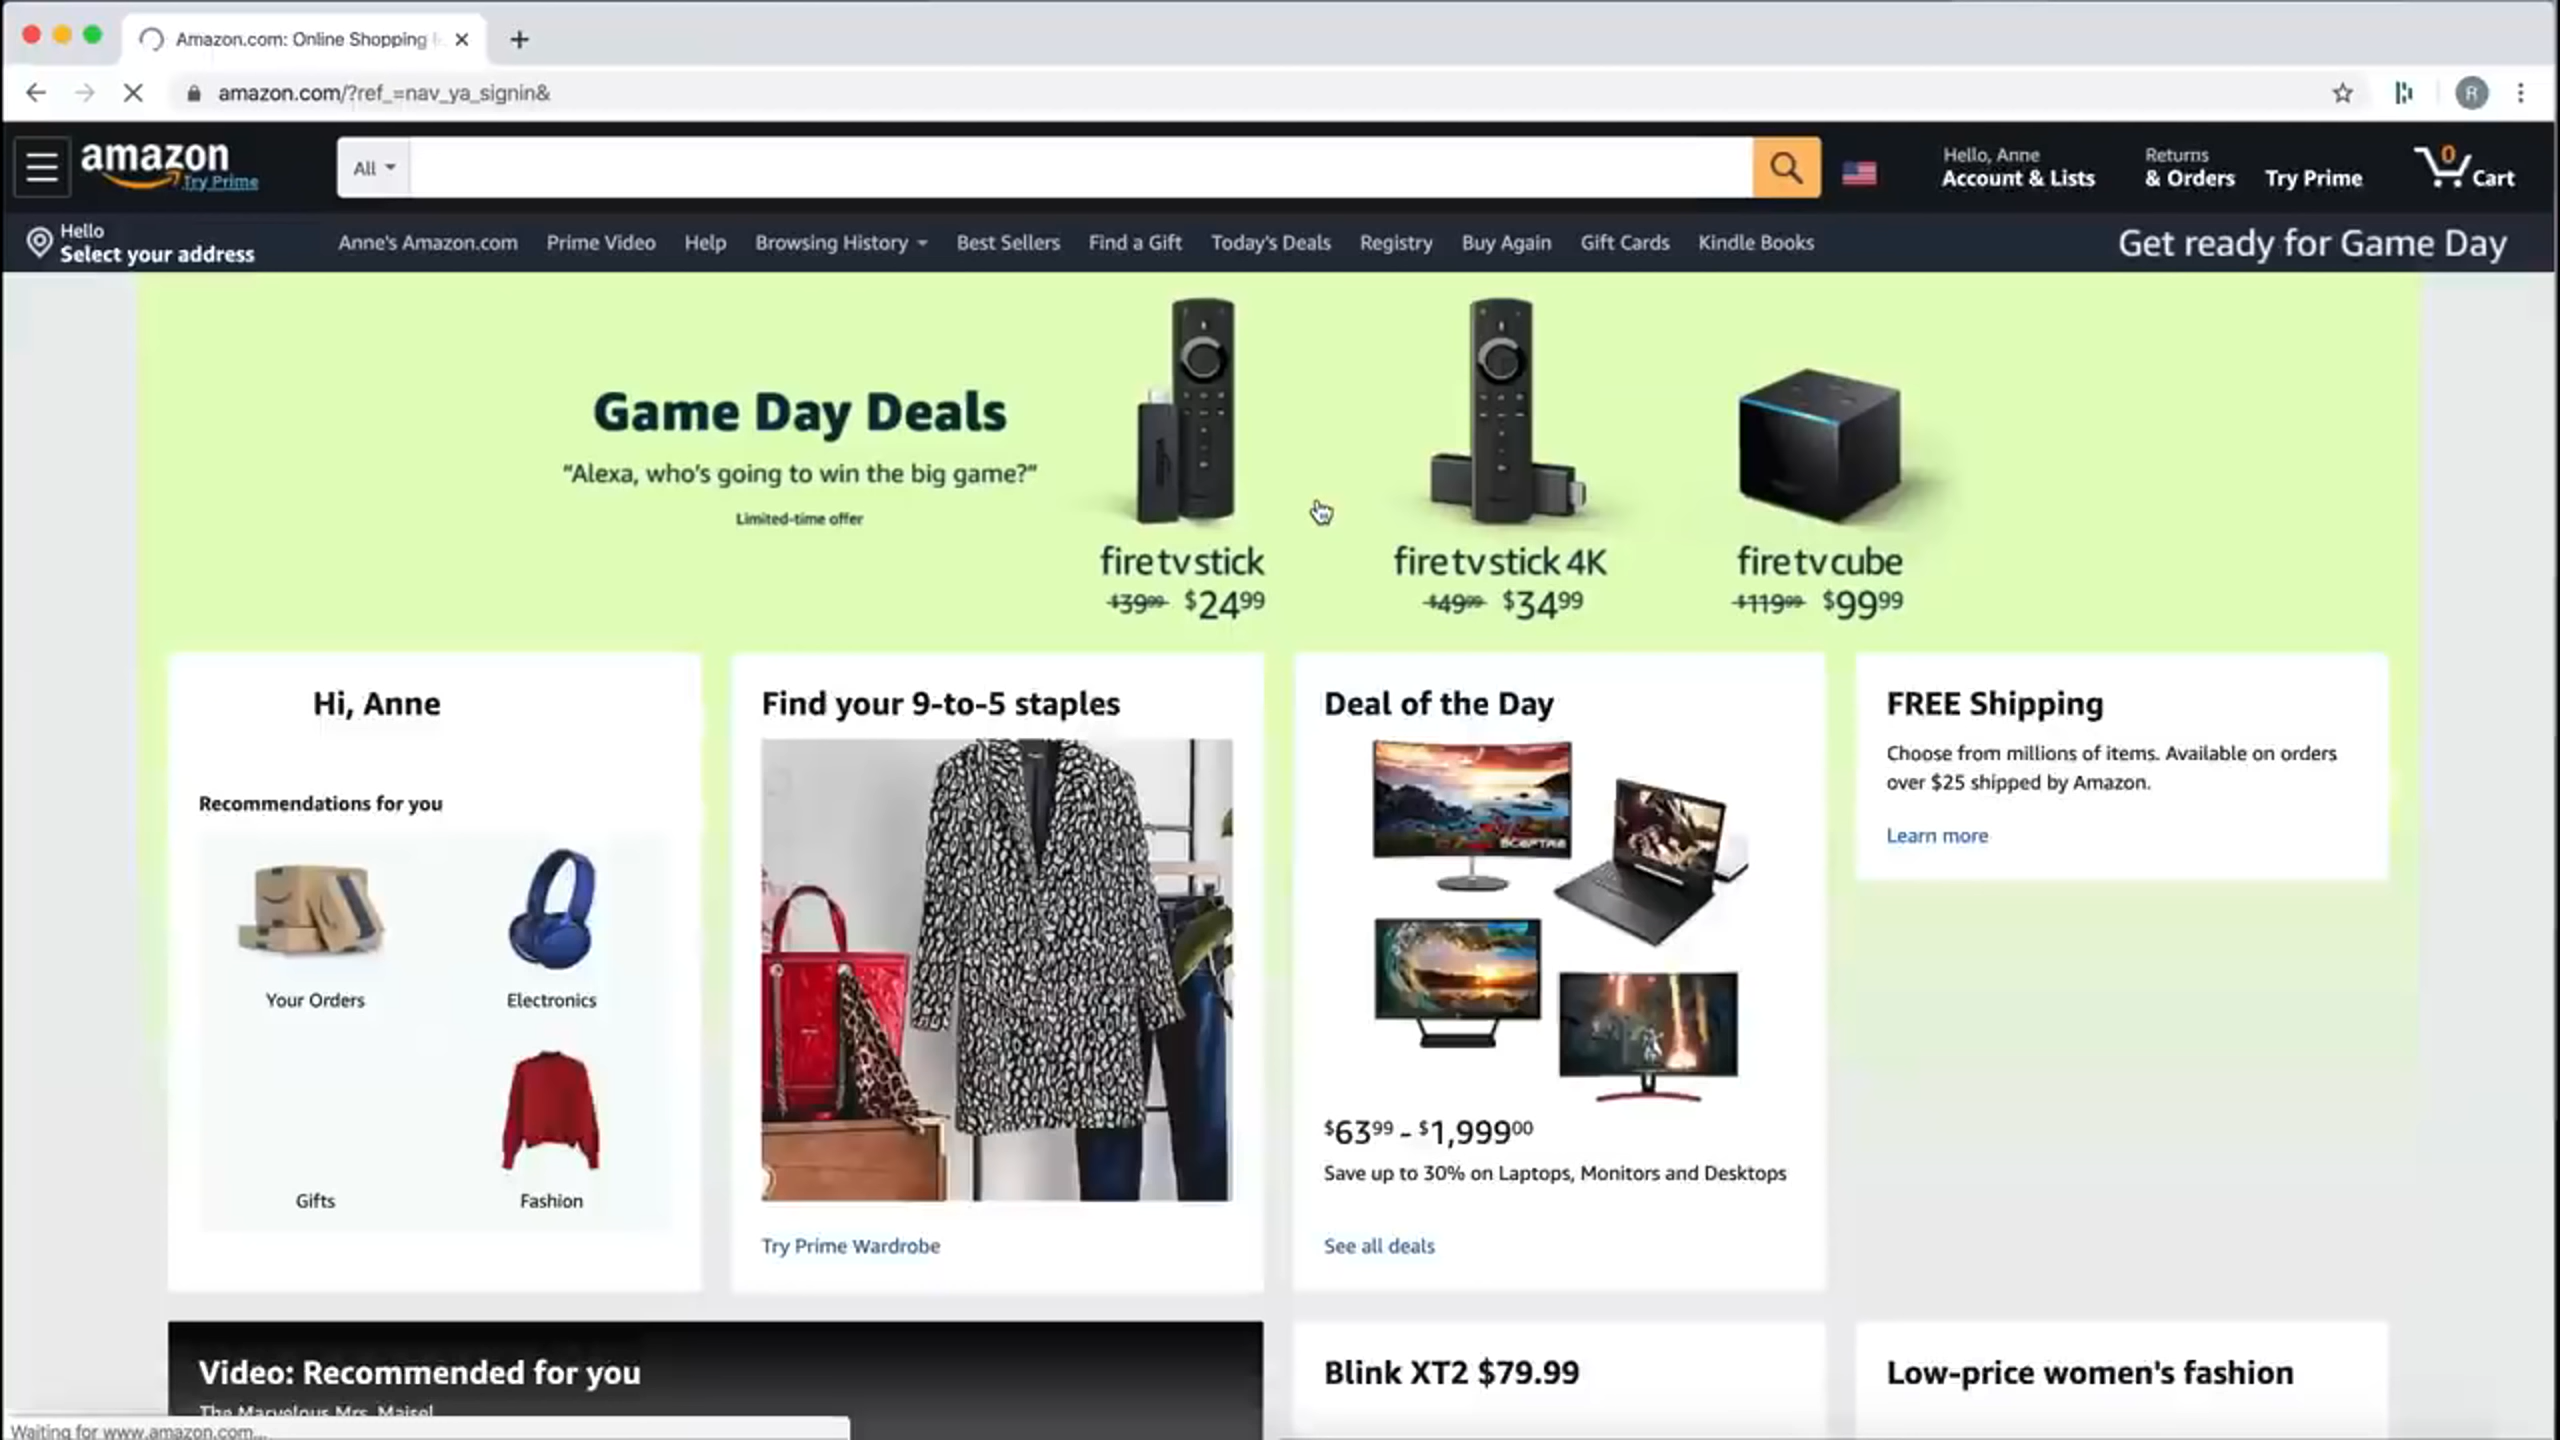 Amazon.com: Online Shopping
amazon.com/?ref_=nav_ya_signin&
R
amazon
Try Prime
All
Hello, Anne
Account & Lists
Returns
& Orders
Try Prime
0
Cart
Hello
Select your address
Anne's Amazon.com Prime Video Help Browsing History Best Sellers Find a Gift Today's Deals Registry Buy Again Gift Cards Kindle Books
Get ready for Game Day
Game Day Deals
"Alexa, who's going to win the big game?"
Limited-time offer
fire tv stick
$39.99 $24.99
fire tv stick 4K
$49.99 $34.99
fire tv cube
$119.99 $99.99
Hi, Anne
Recommendations for you
Your Orders
Electronics
Gifts
Fashion
Find your 9-to-5 staples
Try Prime Wardrobe
Deal of the Day
SCEPTRE
$63.99 - $1,999.00
Save up to 30% on Laptops, Monitors and Desktops
See all deals
FREE Shipping
Choose from millions of items. Available on orders
over $25 shipped by Amazon.
Learn more
Video: Recommended for you
The Marvelous Mrs. Maisel
Blink XT2 $79.99
Low-price women's fashion
Waiting for www.amazon.com...